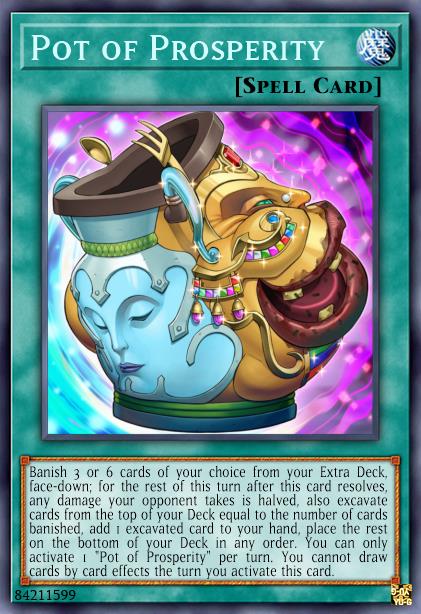 POT OF PROSPERITY
[SPELL CARD]
Banish 3 or 6 cards of your choice from your Extra Deck,
face-down; for the rest of this turn after this card resolves,
any damage your opponent takes is halved, also excavate
cards from the top of your Deck equal to the number of cards
banished, add 1 excavated card to your hand, place the rest
on the bottom of your Deck in any order. You can only
activate 1 "Pot of Prosperity" per turn. You cannot draw
cards by card effects the turn you activate this card.
84211599